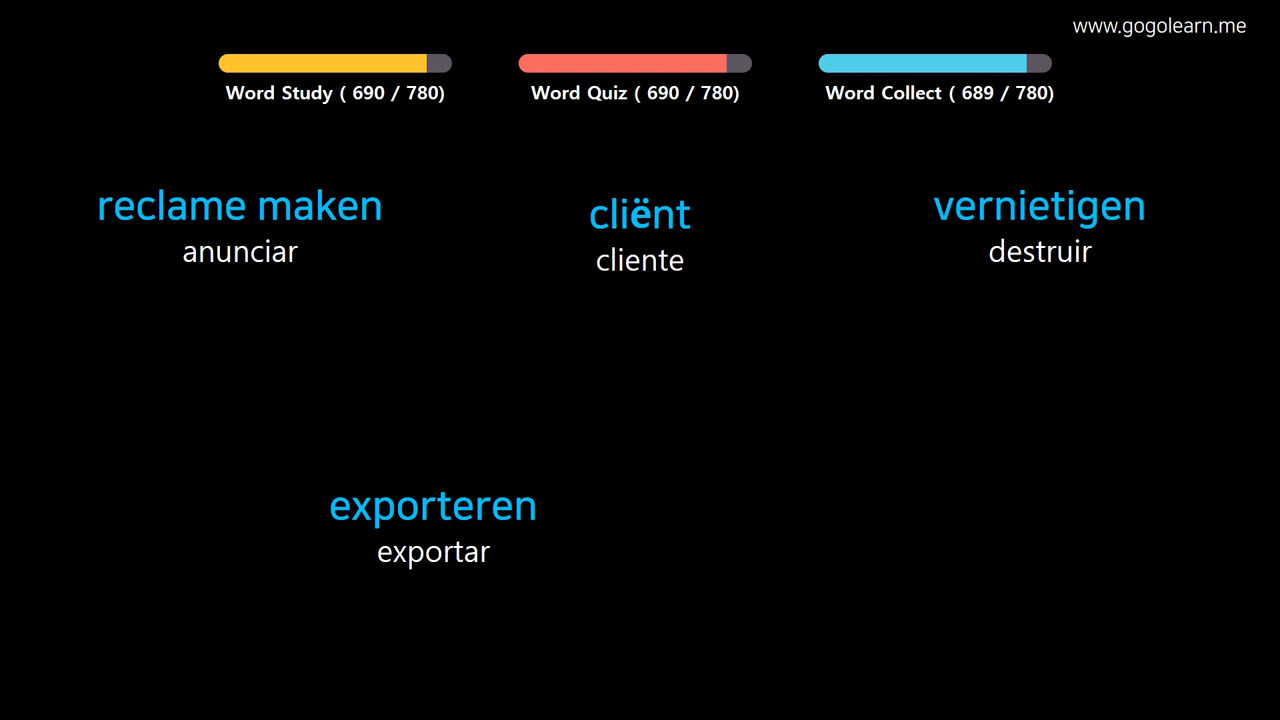 www.gogolearn.me
Word Study ( 690 / 780)
Word Quiz ( 690 / 780)
Word Collect ( 689 / 780)
reclame maken
anunciar
cliënt
cliente
vernietigen
destruir
exporteren
exportar